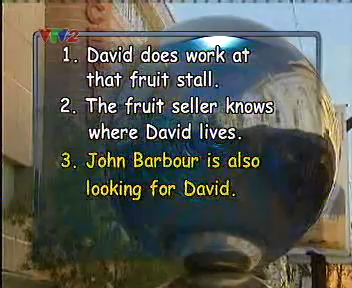 VTV2
1. David does work at
that fruit stall.
2. The fruit seller knows
where David lives.
3. John Barbour is also
looking for David.